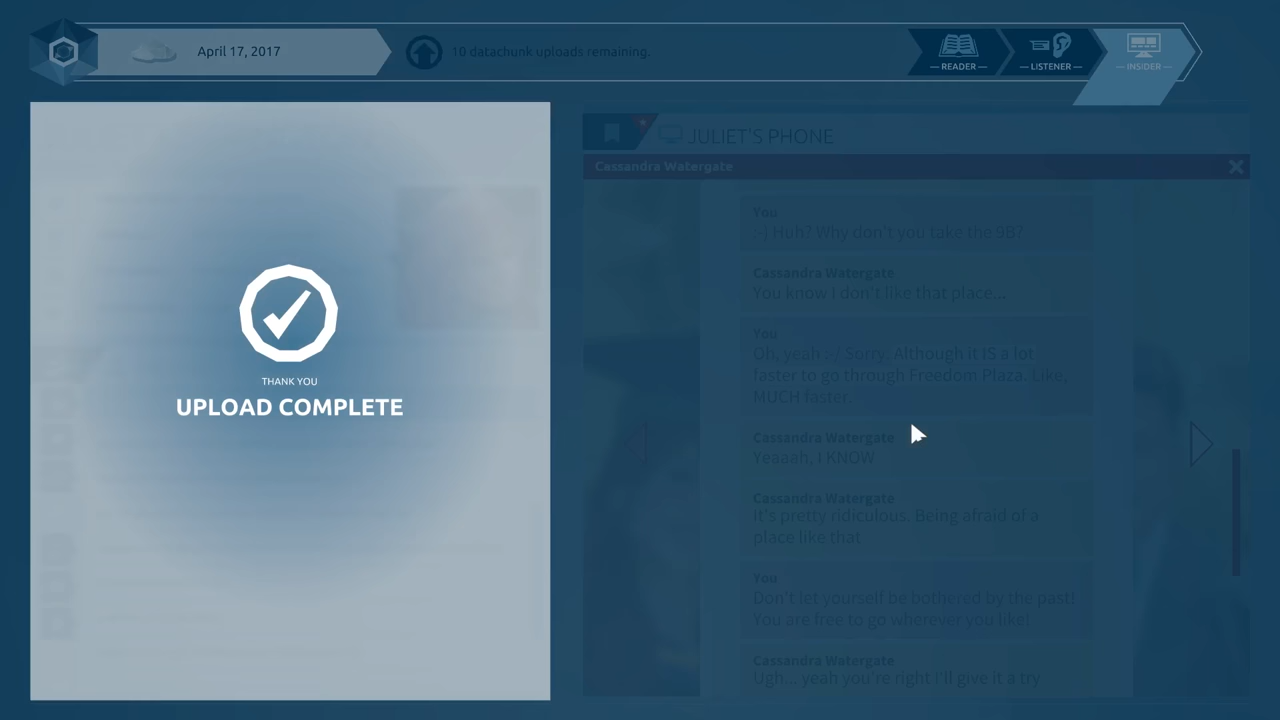 April 17, 2017
10 datachunk uploads remaining.
— READER —
— LISTENER —
— INSIDER —
THANK YOU
UPLOAD COMPLETE
JULIET'S PHONE
Cassandra Watergate
You
:-) Huh? Why don't you take the 9B?
Cassandra Watergate
You know I don't like that place...
You
Oh, yeah :-/ Sorry. Although it IS a lot
faster to go through Freedom Plaza. Like,
MUCH faster.
Cassandra Watergate
Yeaaah, I KNOW
Cassandra Watergate
It's pretty ridiculous. Being afraid of a
place like that
You
Don't let yourself be bothered by the past!
You are free to go wherever you like!
Cassandra Watergate
Ugh... yeah you're right I'll give it a try